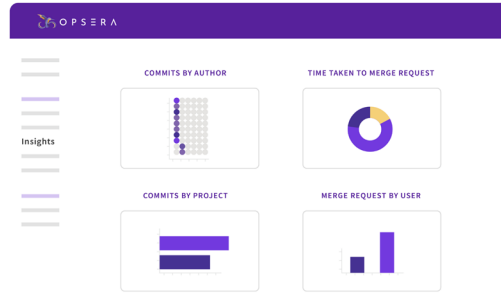 OPSERA
COMMITS BY AUTHOR
TIME TAKEN TO MERGE REQUEST
Insights
COMMITS BY PROJECT
MERGE REQUEST BY USER